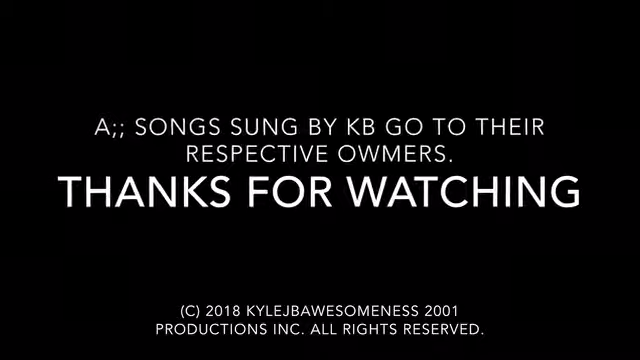 A;; SONGS SUNG BY KB GO TO THEIR
RESPECTIVE OWMERS.
THANKS FOR WATCHING
(C) 2018 KYLEJBAWESOMENESS 2001
PRODUCTIONS INC. ALL RIGHTS RESERVED.